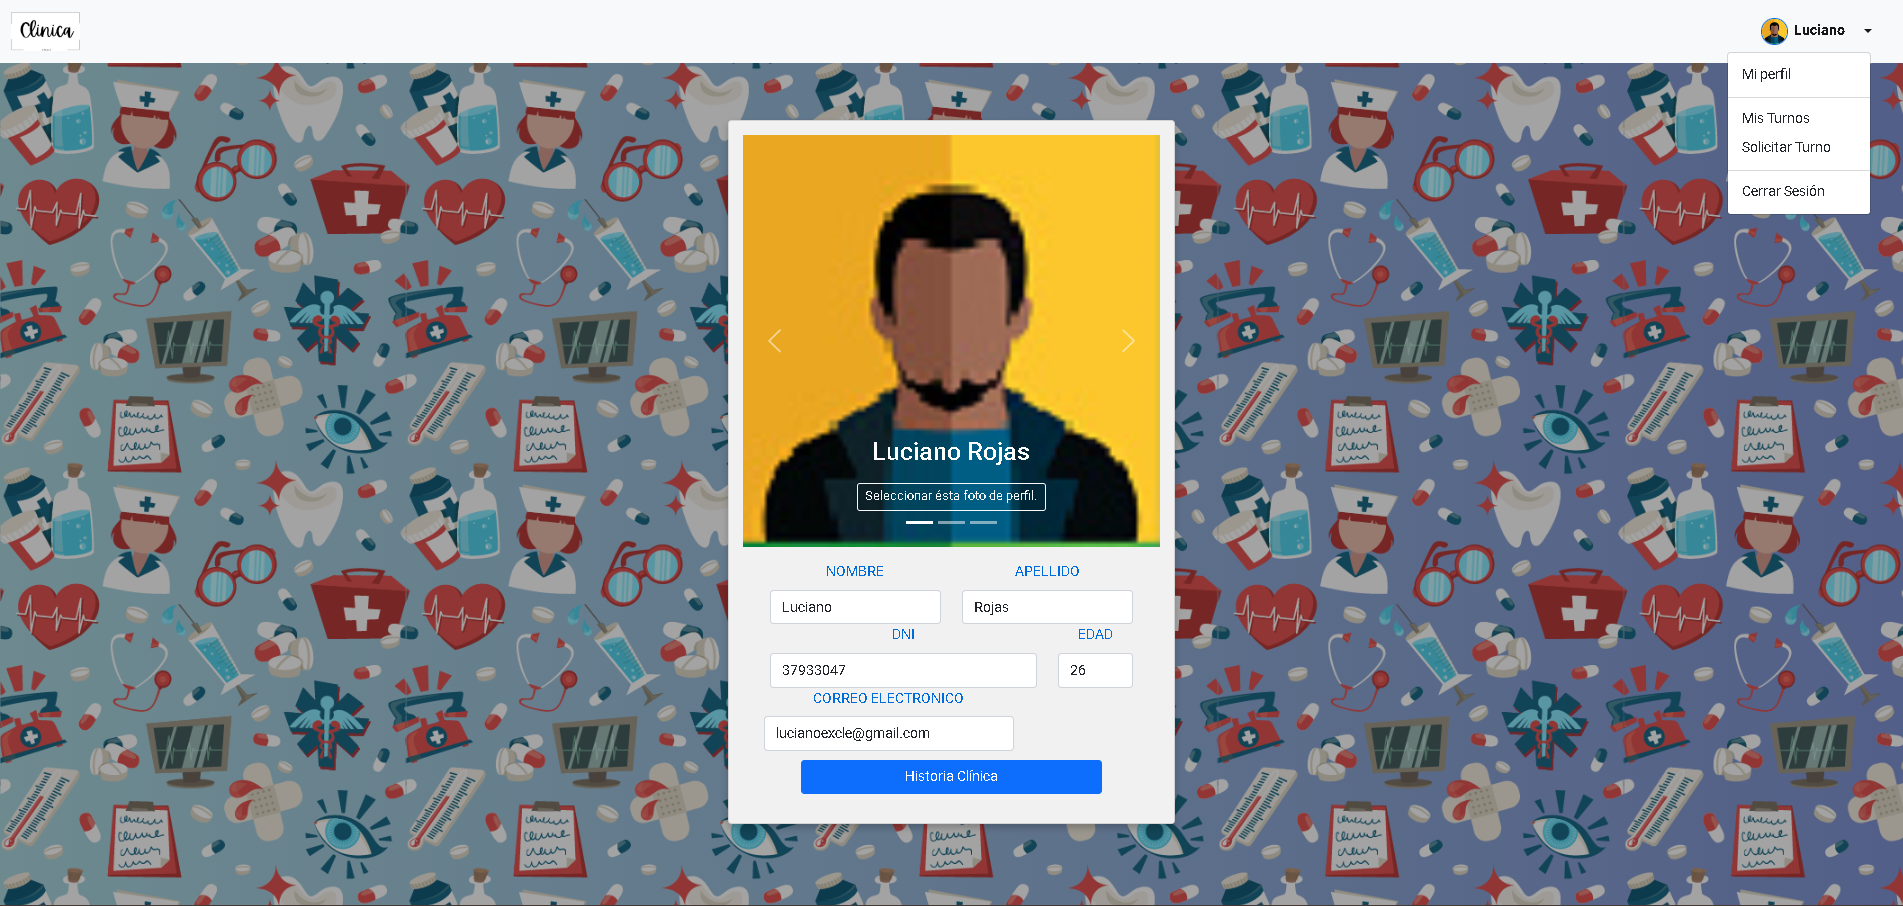 Clinica
Luciano
Mi perfil
Mis Turnos
Solicitar Turno
Cerrar Sesión
Luciano Rojas
Seleccionar ésta foto de perfil.
NOMBRE APELLIDO
Luciano Rojas
DNI EDAD
37933047 26
CORREO ELECTRONICO
lucianoexcle@gmail.com
Historia Clínica